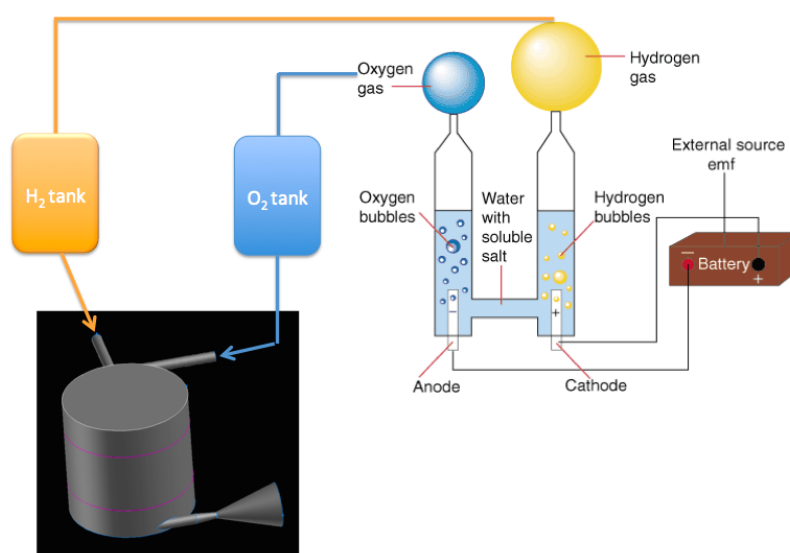 Oxygen
gas
Hydrogen
gas
External source
emf
H₂ tank
O₂ tank
Oxygen
bubbles
Water
with
soluble
salt
Hydrogen
bubbles
−
Battery
+
−
+
Anode
Cathode